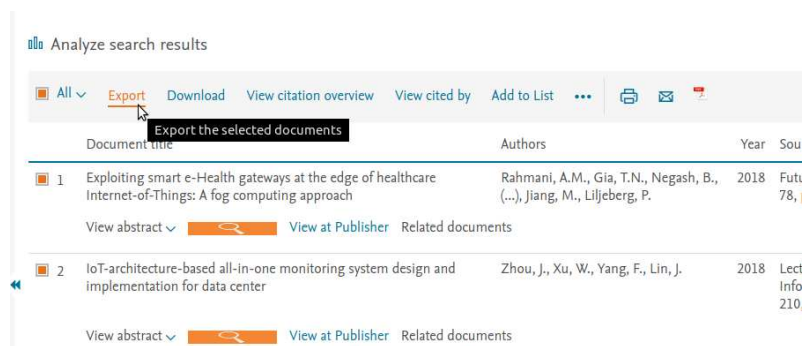 Analyze search results
All Export Download View citation overview View cited by Add to List •••
Export the selected documents
Document title Authors Year Sou
1 Exploiting smart e-Health gateways at the edge of healthcare Rahmani, A.M., Gia, T.N., Negash, B., 2018 Futu
Internet-of-Things: A fog computing approach (...), Jiang, M., Liljeberg, P. 78,
View abstract View at Publisher Related documents
2 IoT-architecture-based all-in-one monitoring system design and Zhou, J., Xu, W., Yang, F., Lin, J. 2018 Lect
implementation for data center Info
210,
View abstract View at Publisher Related documents